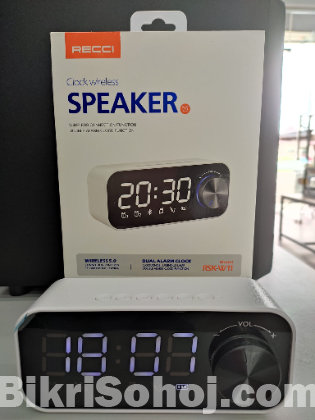 RECCI
Clock wireless
SPEAKER
20:30
WIRELESS 5.0
DUAL ALARM CLOCK
RSK-W11
VOL
+
18:07
BikriSohoj.com